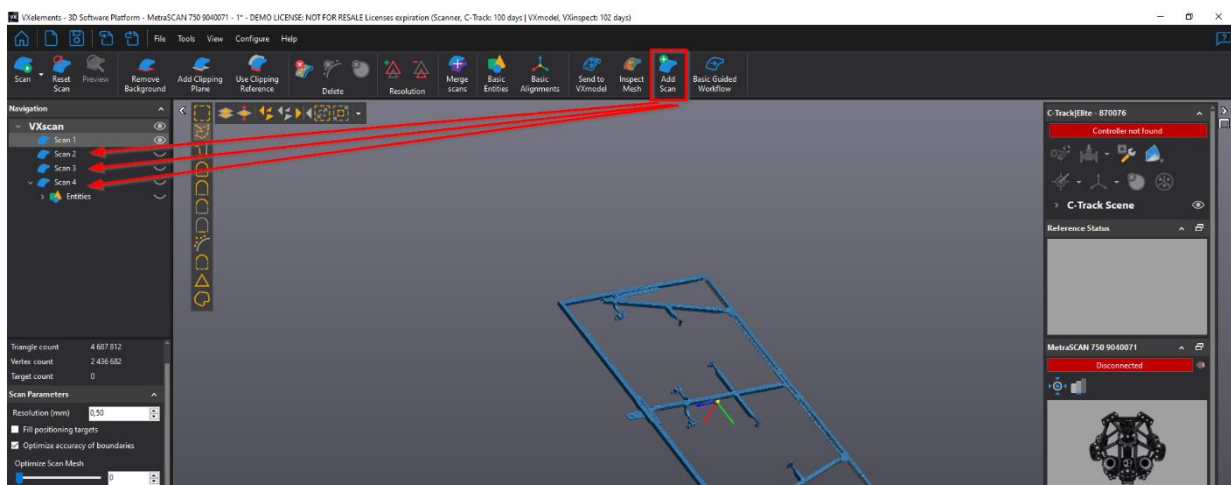 VXelements - 3D Software Platform - MetraSCAN 750 9040071 - 1* - DEMO LICENSE: NOT FOR RESALE Licenses expiration (Scanner, C-Track: 100 days | VXmodel, VXinspect: 102 days)
File Tools View Configure Help
Scan
Reset Scan
Preview
Remove Background
Add Clipping Plane
Use Clipping Reference
Delete
Resolution
Merge scans
Basic Entities
Basic Alignments
Send to VXmodel
Inspect Mesh
Add Scan
Basic Guided Workflow
Navigation
VXscan
Scan 1
Scan 2
Scan 3
Scan 4
Entities
Triangle count 4 687 812
Vertex count 2 436 682
Target count 0
Scan Parameters
Resolution (mm) 0,50
Fill positioning targets
Optimize accuracy of boundaries
Optimize Scan Mesh
0
C-Track|Elite - 870076
Controller not found
C-Track Scene
Reference Status
MetraSCAN 750 9040071
Disconnected